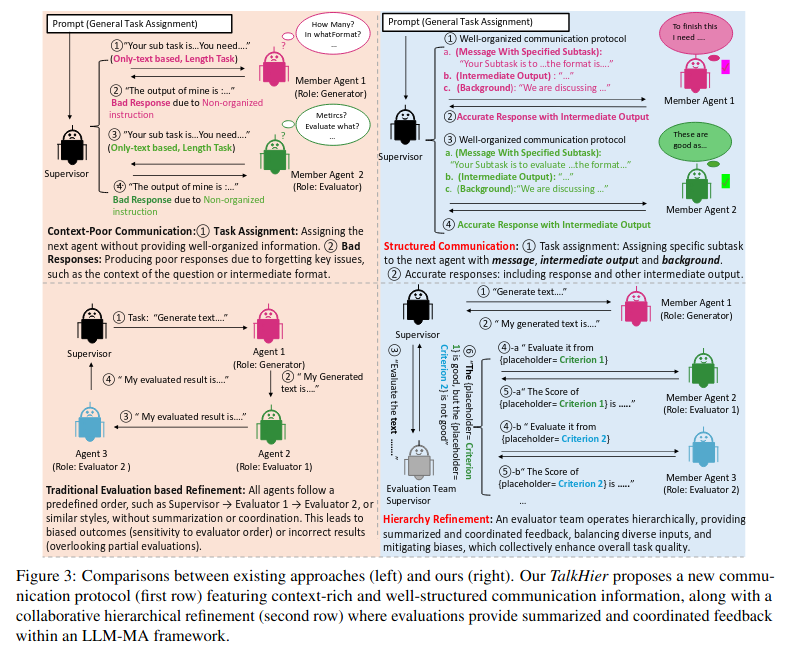 Prompt (General Task Assignment)
① "Your sub task is...You need...."
(Only-text based, Length Task)
② "The output of mine is :..."
Bad Response due to Non-organized
instruction
③ "Your sub task is...You need...."
(Only-text based, Length Task)
④ "The output of mine is :..."
Bad Response due to Non-organized
instruction
Supervisor
How Many?
In whatFormat?
...
?
Member Agent 1
(Role: Generator)
Metircs?
Evaluate what?
...
?
Member Agent 2
(Role: Evaluator)
Context-Poor Communication:① Task Assignment: Assigning the
next agent without providing well-organized information. ② Bad
Responses: Producing poor responses due to forgetting key issues,
such as the context of the question or intermediate format.
Prompt (General Task Assignment)
① Well-organized communication protocol
a. (Message With Specified Subtask):
"Your Subtask is to ...the format is...."
b. (Intermediate Output) : "..."
c. (Background): "We are discussing ..."
② Accurate Response with Intermediate Output
③ Well-organized communication protocol
a. (Message With Specified Subtask):
"Your Subtask is to evaluate ...the format..."
b. (Intermediate Output): "..."
c. (Background):"We are discussing ..."
④ Accurate Response with Intermediate Output
Supervisor
To finish this
I need ....
Member Agent 1
These are
good as...
Member Agent 2
Structured Communication: ① Task assignment: Assigning specific subtask
to the next agent with message, intermediate output and background.
② Accurate responses: including response and other intermediate output.
① Task: "Generate text...."
Supervisor
Agent 1
(Role: Generator)
② " My Generated
text is...."
④ " My evaluated result is...."
③ " My evaluated result is...."
Agent 3
(Role: Evaluator 2 )
Agent 2
(Role: Evaluator 1)
Traditional Evaluation based Refinement: All agents follow a
predefined order, such as Supervisor → Evaluator 1 → Evaluator 2, or
similar styles, without summarization or coordination. This leads to
biased outcomes (sensitivity to evaluator order) or incorrect results
(overlooking partial evaluations).
① "Generate text...."
② " My generated text is...."
Supervisor
Member Agent 1
(Role: Generator)
③ "Evaluate the text ...... "
⑥ "The {placeholder= Criterion
1} is good, but the {placeholder=
Criterion 2} is not good"
④-a " Evaluate it from
{placeholder= Criterion 1}
⑤-a" The Score of
{placeholder= Criterion 1} is ....."
④-b " Evaluate it from
{placeholder= Criterion 2}
⑤-b" The Score of
{placeholder= Criterion 2} is ....."
...
Member Agent 2
(Role: Evaluator 1)
Member Agent 3
(Role: Evaluator 2)
Evaluation Team
Supervisor
Hierarchy Refinement: An evaluator team operates hierarchically, providing
summarized and coordinated feedback, balancing diverse inputs, and
mitigating biases, which collectively enhance overall task quality.
Figure 3: Comparisons between existing approaches (left) and ours (right). Our TalkHier proposes a new commu-
nication protocol (first row) featuring context-rich and well-structured communication information, along with a
collaborative hierarchical refinement (second row) where evaluations provide summarized and coordinated feedback
within an LLM-MA framework.